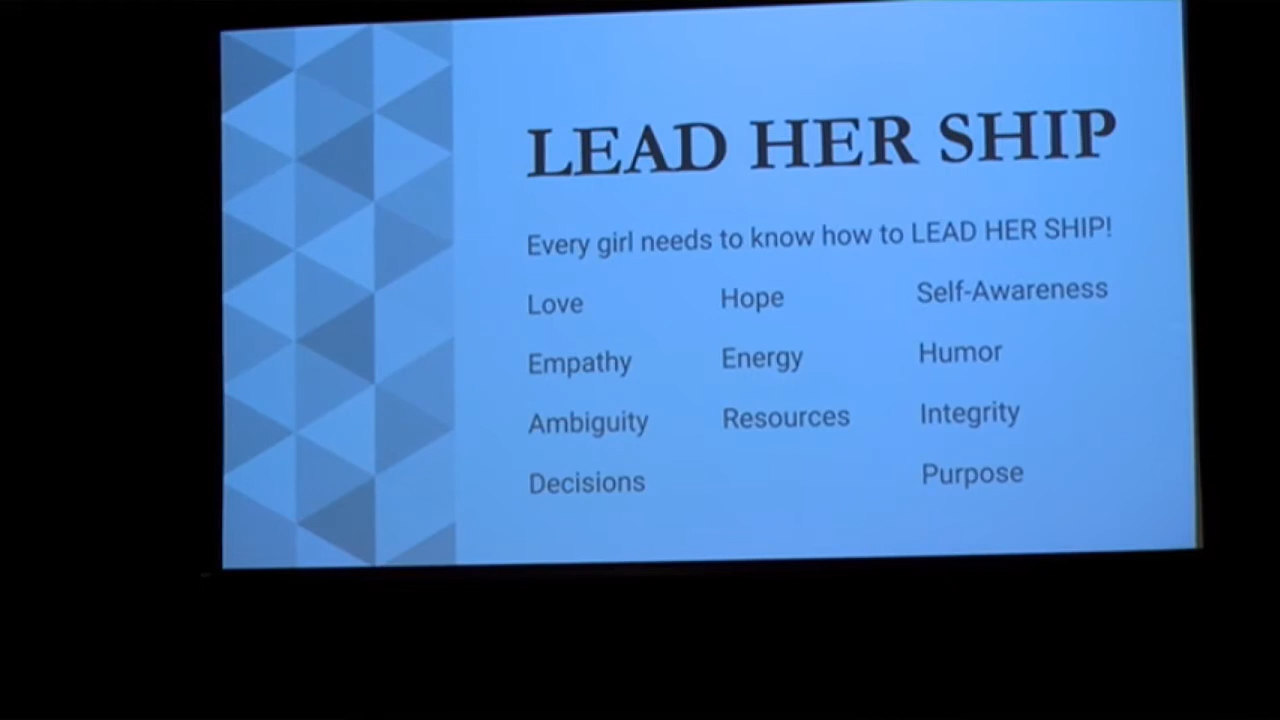 LEAD HER SHIP
Every girl needs to know how to LEAD HER SHIP!
Love Hope Self-Awareness
Empathy Energy Humor
Ambiguity Resources Integrity
Decisions Purpose